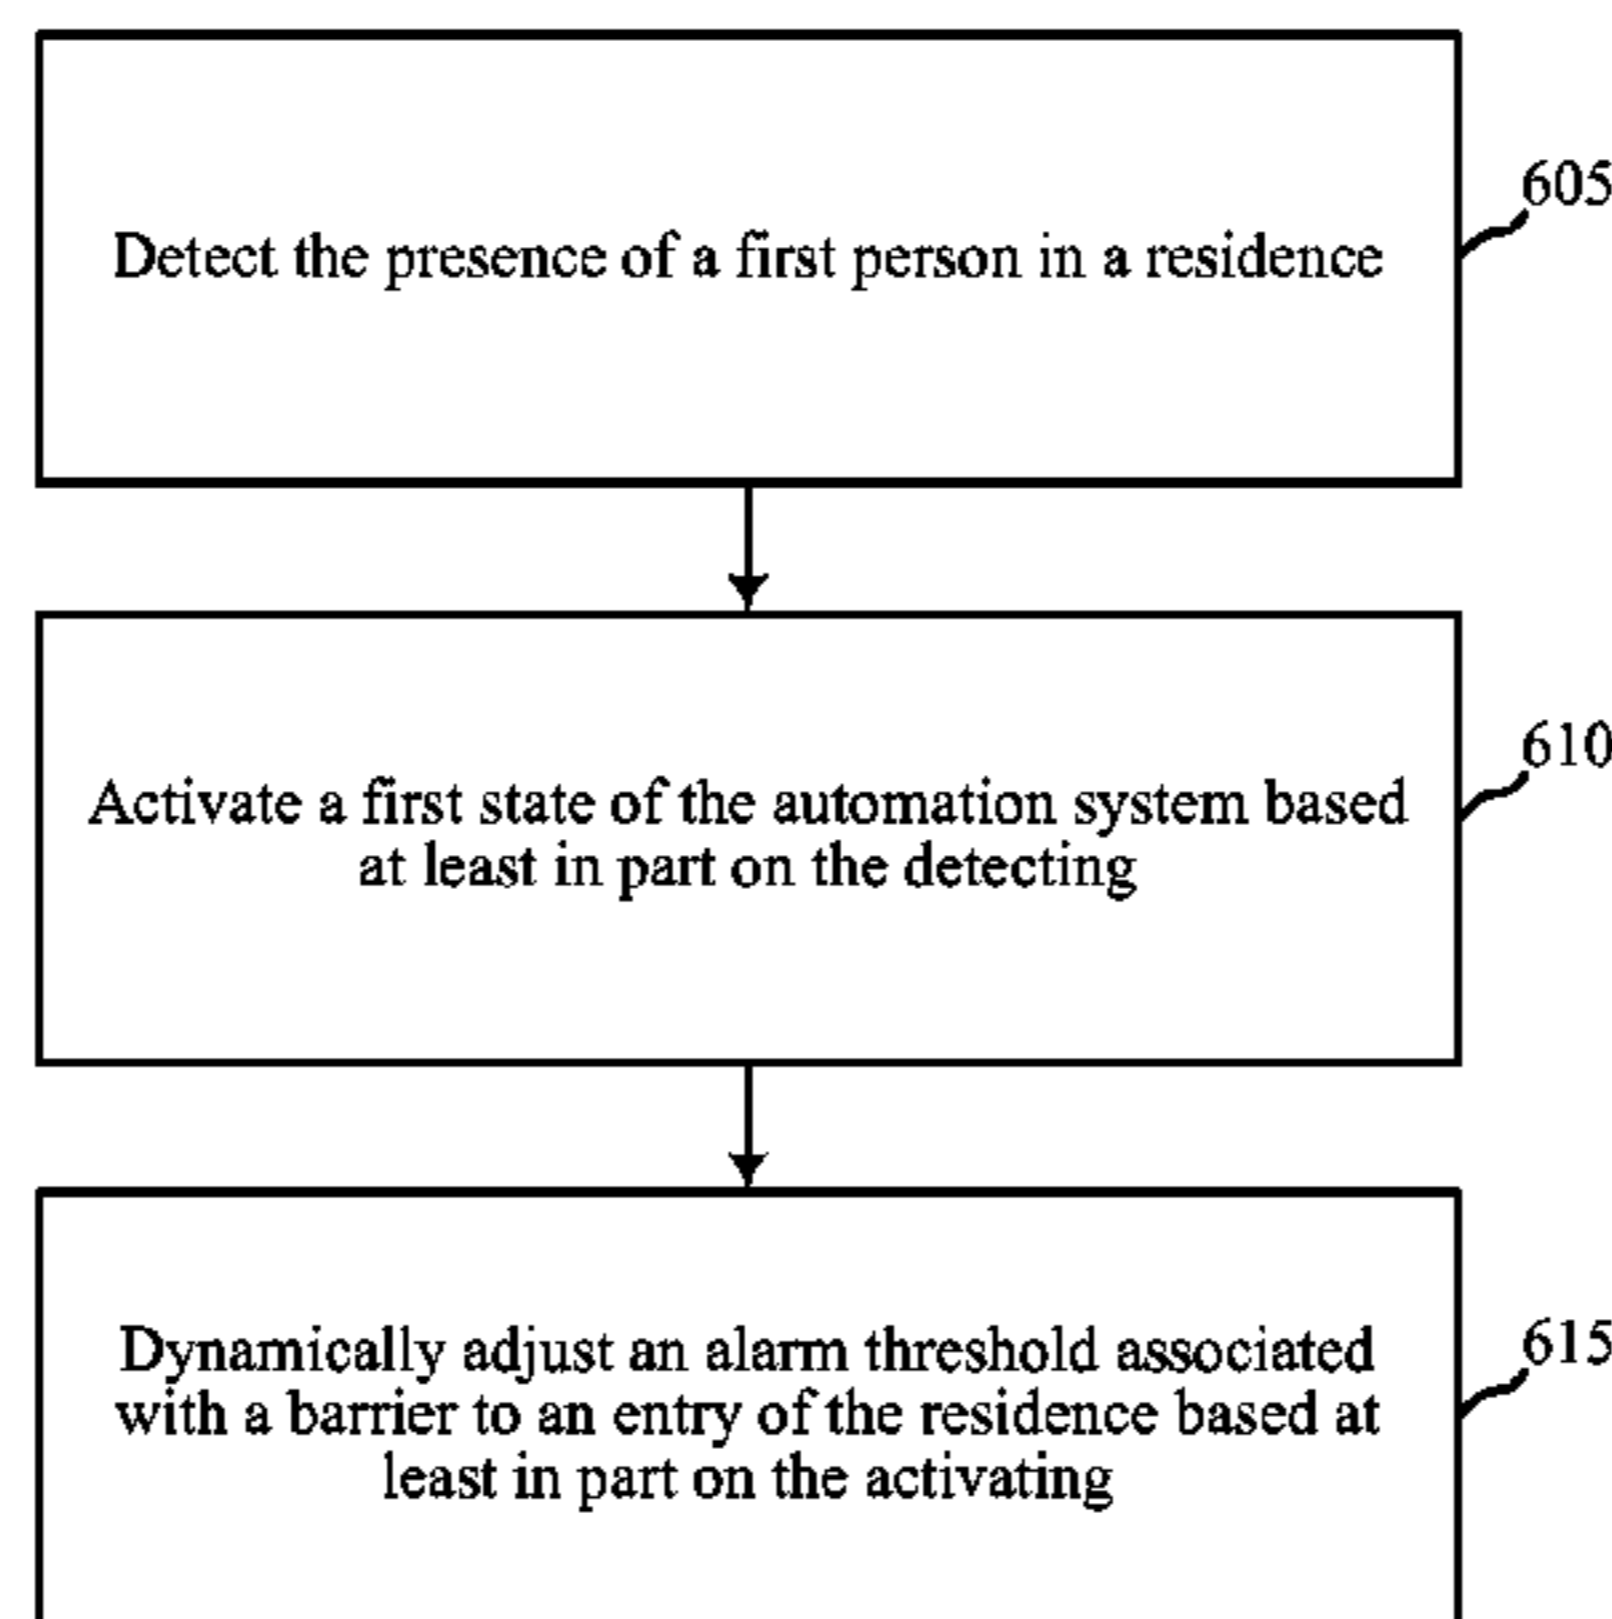 605
Detect the presence of a first person in a residence
610
Activate a first state of the automation system based
at least in part on the detecting
615
Dynamically adjust an alarm threshold associated
with a barrier to an entry of the residence based at
least in part on the activating